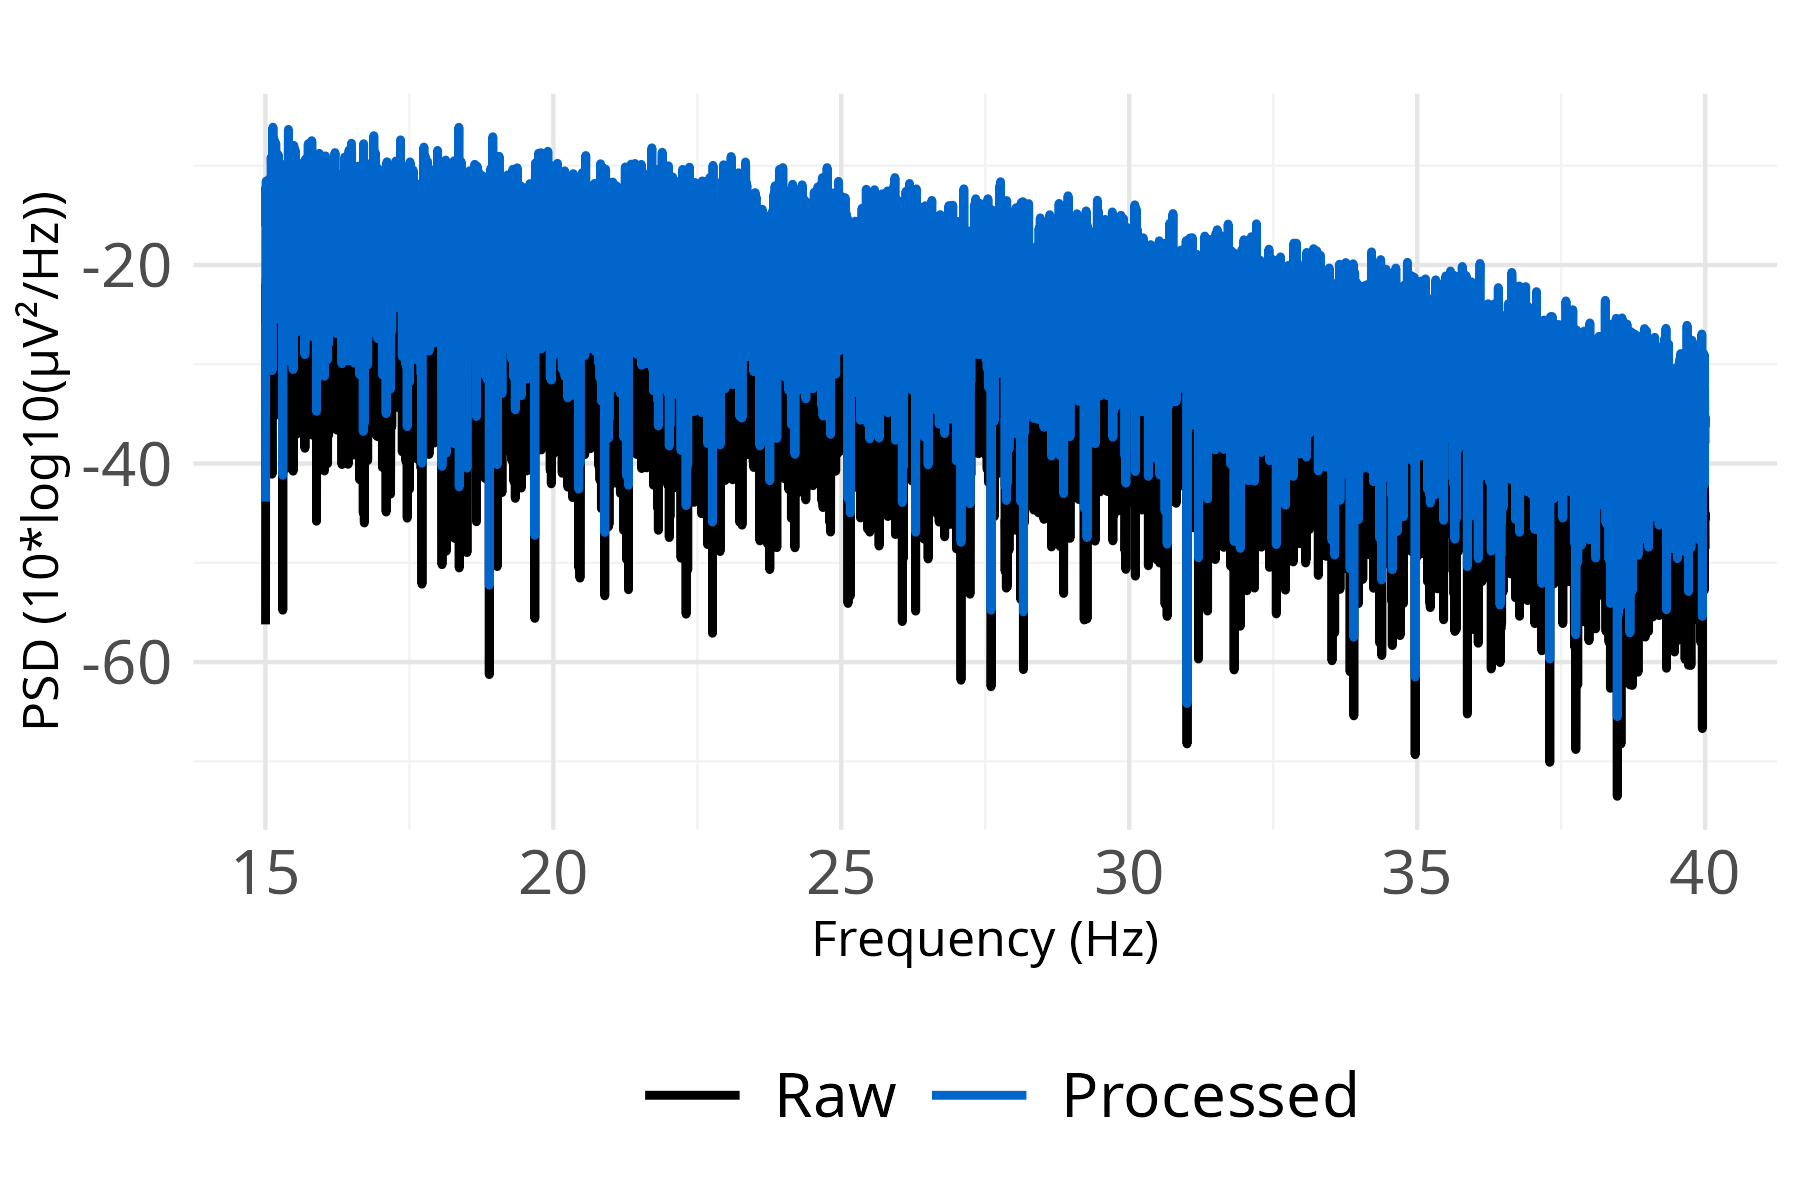 PSD (10*log10(µV²/Hz))
-20
-40
-60
15 20 25 30 35 40
Frequency (Hz)
Raw Processed